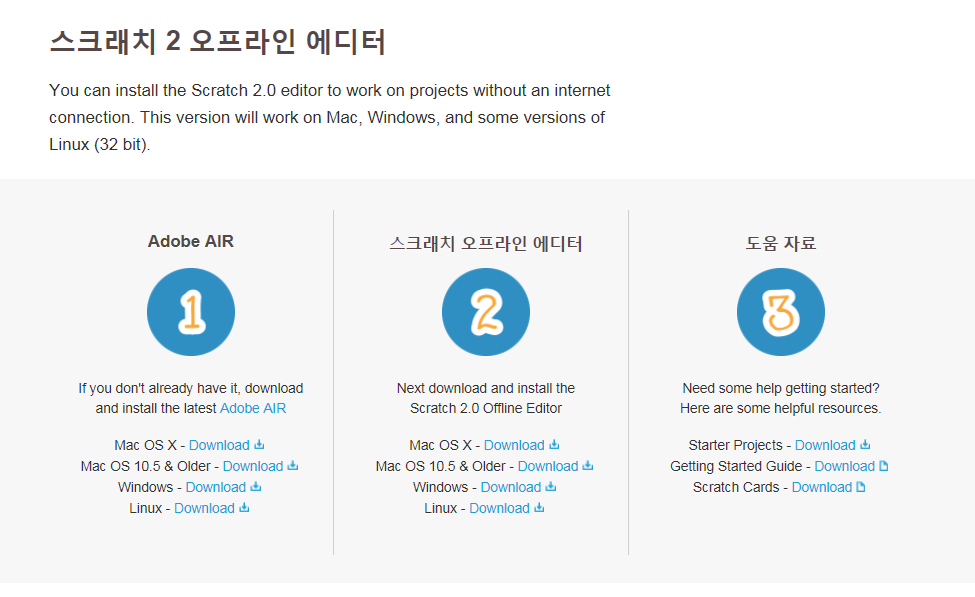 스크래치 2 오프라인 에디터
You can install the Scratch 2.0 editor to work on projects without an internet
connection. This version will work on Mac, Windows, and some versions of
Linux (32 bit).
Adobe AIR
1
If you don't already have it, download
and install the latest Adobe AIR
Mac OS X - Download
Mac OS 10.5 & Older - Download
Windows - Download
Linux - Download
스크래치 오프라인 에디터
2
Next download and install the
Scratch 2.0 Offline Editor
Mac OS X - Download
Mac OS 10.5 & Older - Download
Windows - Download
Linux - Download
도움 자료
3
Need some help getting started?
Here are some helpful resources.
Starter Projects - Download
Getting Started Guide - Download
Scratch Cards - Download